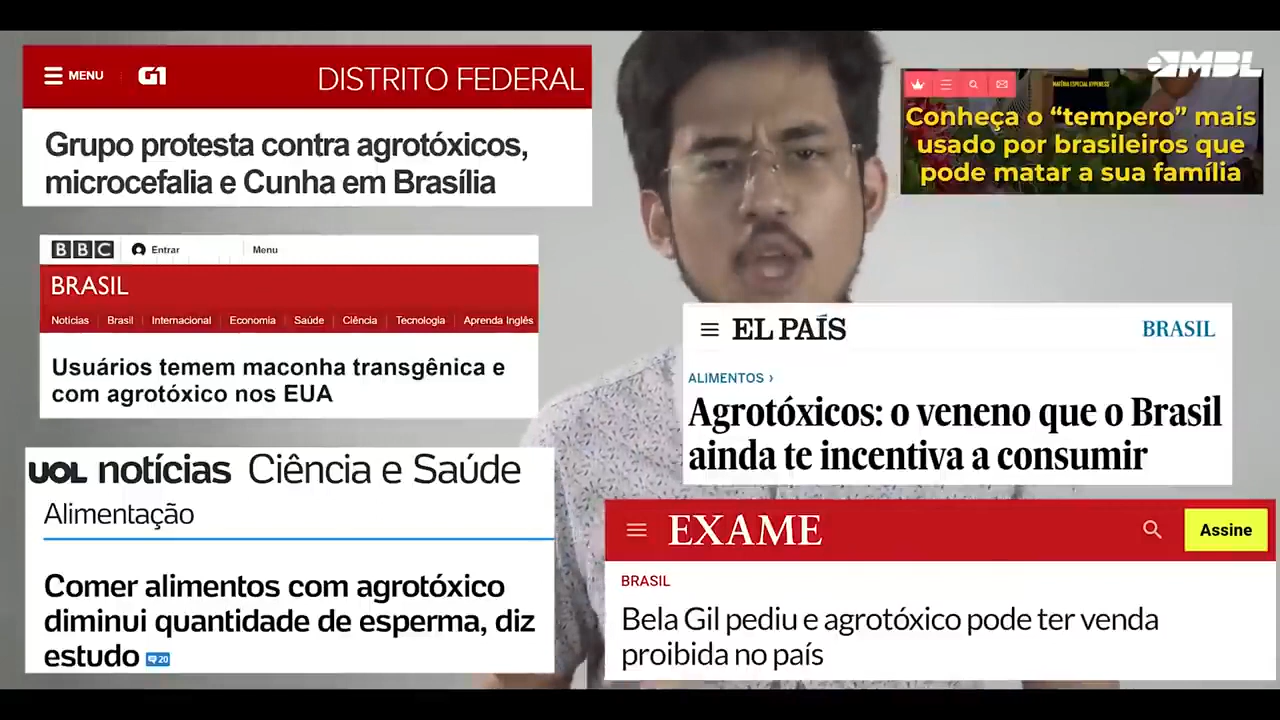 MENU
G1
DISTRITO FEDERAL
Grupo protesta contra agrotóxicos,
microcefalia e Cunha em Brasília
MBL
MATÉRIA ESPECIAL HYPENESS
Conheça o “tempero” mais
usado por brasileiros que
pode matar a sua família
BBC
Entrar
Menu
BRASIL
Notícias Brasil Internacional Economia Saúde Ciência Tecnologia Aprenda Inglês
Usuários temem maconha transgênica e
com agrotóxico nos EUA
EL PAÍS
BRASIL
ALIMENTOS ›
Agrotóxicos: o veneno que o Brasil
ainda te incentiva a consumir
UOL notícias Ciência e Saúde
Alimentação
Comer alimentos com agrotóxico
diminui quantidade de esperma, diz
estudo 20
EXAME
Assine
BRASIL
Bela Gil pediu e agrotóxico pode ter venda
proibida no país